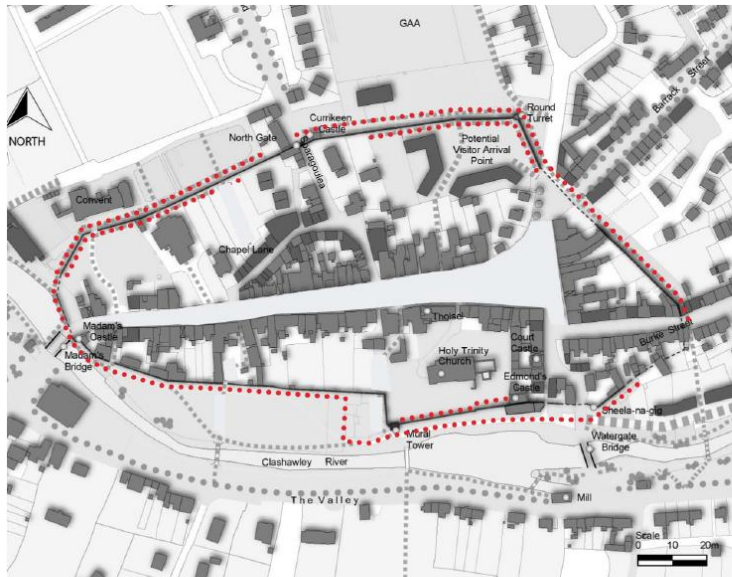 GAA
Barrack Street
NORTH
North Gate
Currikeen
Castle
Sparagoulea
Round
Turret
Potential
Visitor Arrival
Point
Convent
Chapel Lane
Madam's
Castle
Madam's
Bridge
Tholsel
Holy Trinity
Church
Court
Castle
Edmond's
Castle
Burke Street
Sheela-na-gig
Moral
Tower
Watergate
Bridge
Clashawley River
The Valley
Mill
Scale
0 10 20m